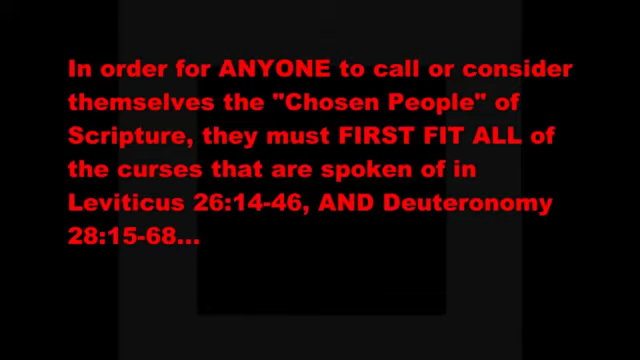 In order for ANYONE to call or consider
themselves the "Chosen People" of
Scripture, they must FIRST FIT ALL of
the curses that are spoken of in
Leviticus 26:14-46, AND Deuteronomy
28:15-68...